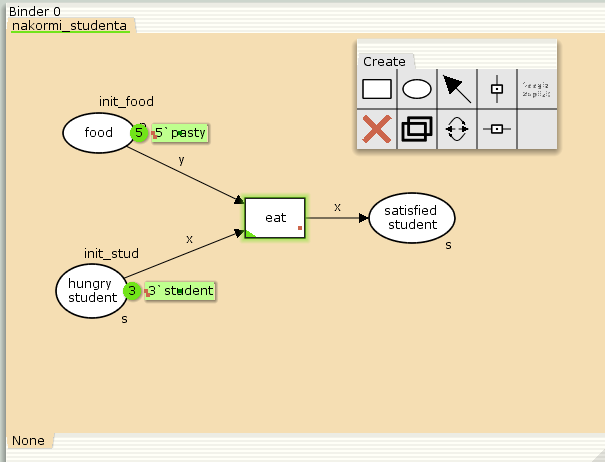 Binder 0
nakormi_studenta
Create
init_food
food
5
5`pasty
y
eat
x
satisfied
student
s
x
init_stud
hungry
student
3
3`student
s
None